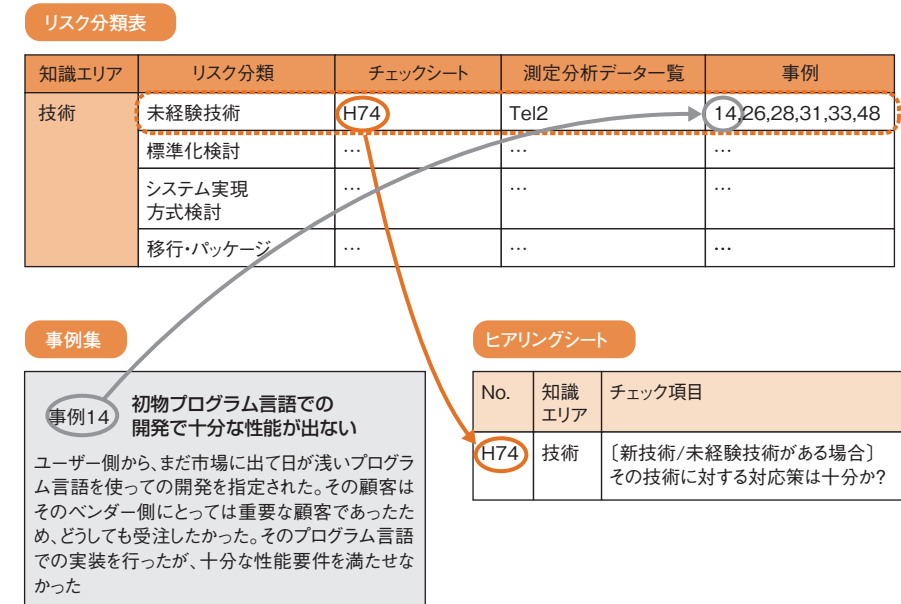 リスク分類表
知識エリア リスク分類 チェックシート 測定分析データ一覧 事例
技術 未経験技術 H74 Tel2 14,26,28,31,33,48
標準化検討 … … …
システム実現 … … …
方式検討
移行・パッケージ … … …
事例集
事例14 初物プログラム言語での
開発で十分な性能が出ない
ユーザー側から、まだ市場に出て日が浅いプログラ
ム言語を使っての開発を指定された。その顧客は
そのベンダー側にとっては重要な顧客であったた
め、どうしても受注したかった。そのプログラム言語
での実装を行ったが、十分な性能要件を満たせな
かった
ヒアリングシート
No. 知識 チェック項目
エリア
H74 技術 〔新技術/未経験技術がある場合〕
その技術に対する対応策は十分か?